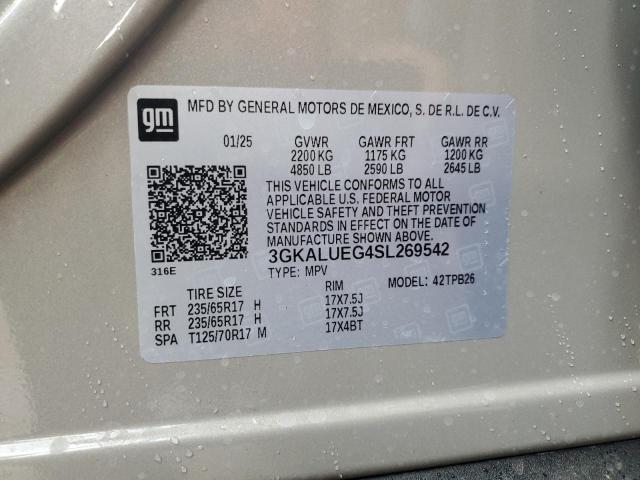 gm MFD BY GENERAL MOTORS DE MEXICO, S. DE R.L. DE C.V.
01/25 GVWR GAWR FRT GAWR RR
2200 KG 1175 KG 1200 KG
4850 LB 2590 LB 2645 LB
THIS VEHICLE CONFORMS TO ALL
APPLICABLE U.S. FEDERAL MOTOR
VEHICLE SAFETY AND THEFT PREVENTION
STANDARDS IN EFFECT ON THE DATE OF
MANUFACTURE SHOWN ABOVE.
316E
3GKALUEG4SL269542
TYPE: MPV MODEL: 42TPB26
TIRE SIZE RIM
FRT 235/65R17 H 17X7.5J
RR 235/65R17 H 17X7.5J
SPA T125/70R17 M 17X4BT